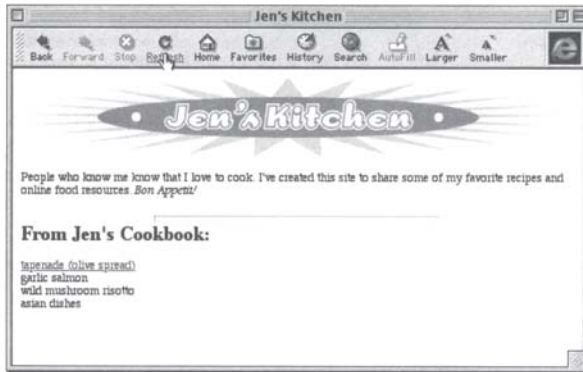 Jen's Kitchen
Back Forward Stop Refresh Home Favorites History Search AutoFill Larger Smaller
Jen's Kitchen
People who know me know that I love to cook. I've created this site to share some of my favorite recipes and
online food resources. Bon Appetit!
From Jen's Cookbook:
tapenade (olive spread)
garlic salmon
wild mushroom risotto
asian dishes